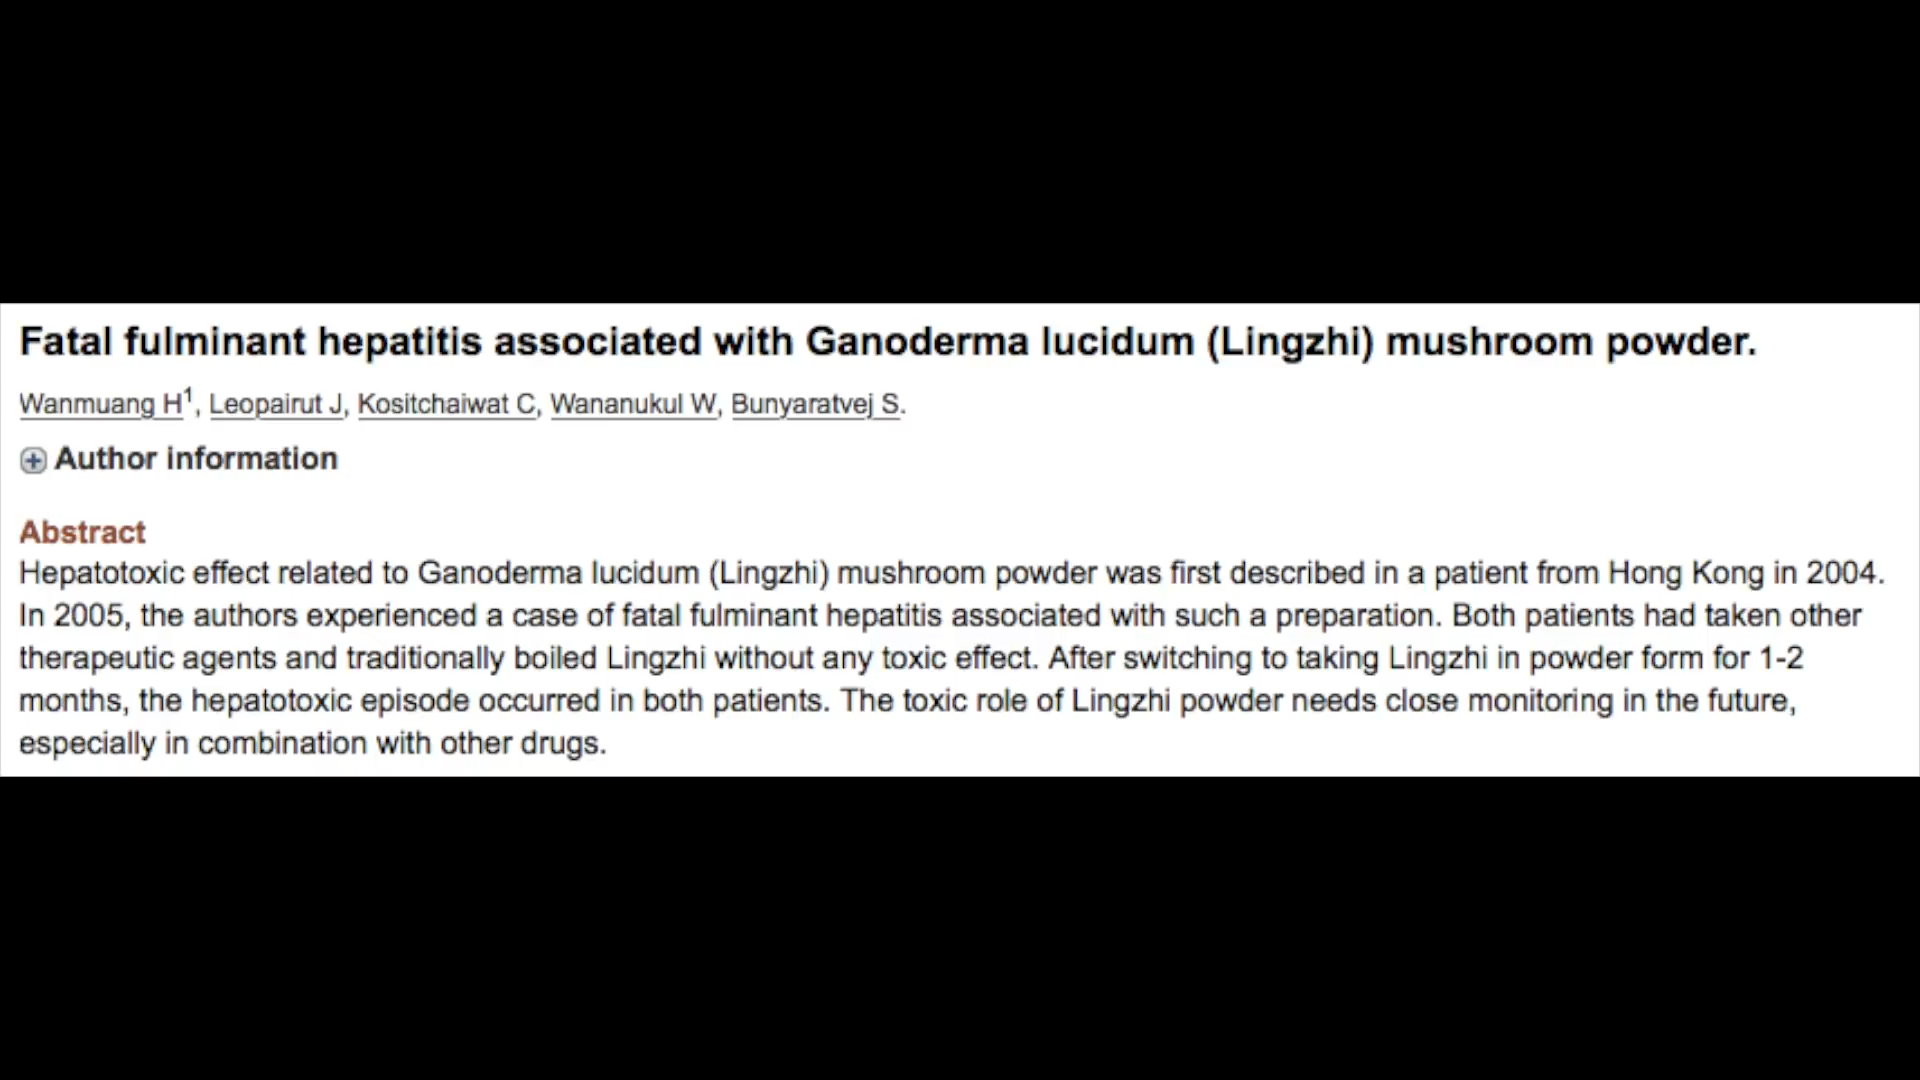 Fatal fulminant hepatitis associated with Ganoderma lucidum (Lingzhi) mushroom powder.
Wanmuang H1, Leopairut J, Kositchaiwat C, Wananukul W, Bunyaratvej S.
Author information
Abstract
Hepatotoxic effect related to Ganoderma lucidum (Lingzhi) mushroom powder was first described in a patient from Hong Kong in 2004.
In 2005, the authors experienced a case of fatal fulminant hepatitis associated with such a preparation. Both patients had taken other
therapeutic agents and traditionally boiled Lingzhi without any toxic effect. After switching to taking Lingzhi in powder form for 1-2
months, the hepatotoxic episode occurred in both patients. The toxic role of Lingzhi powder needs close monitoring in the future,
especially in combination with other drugs.